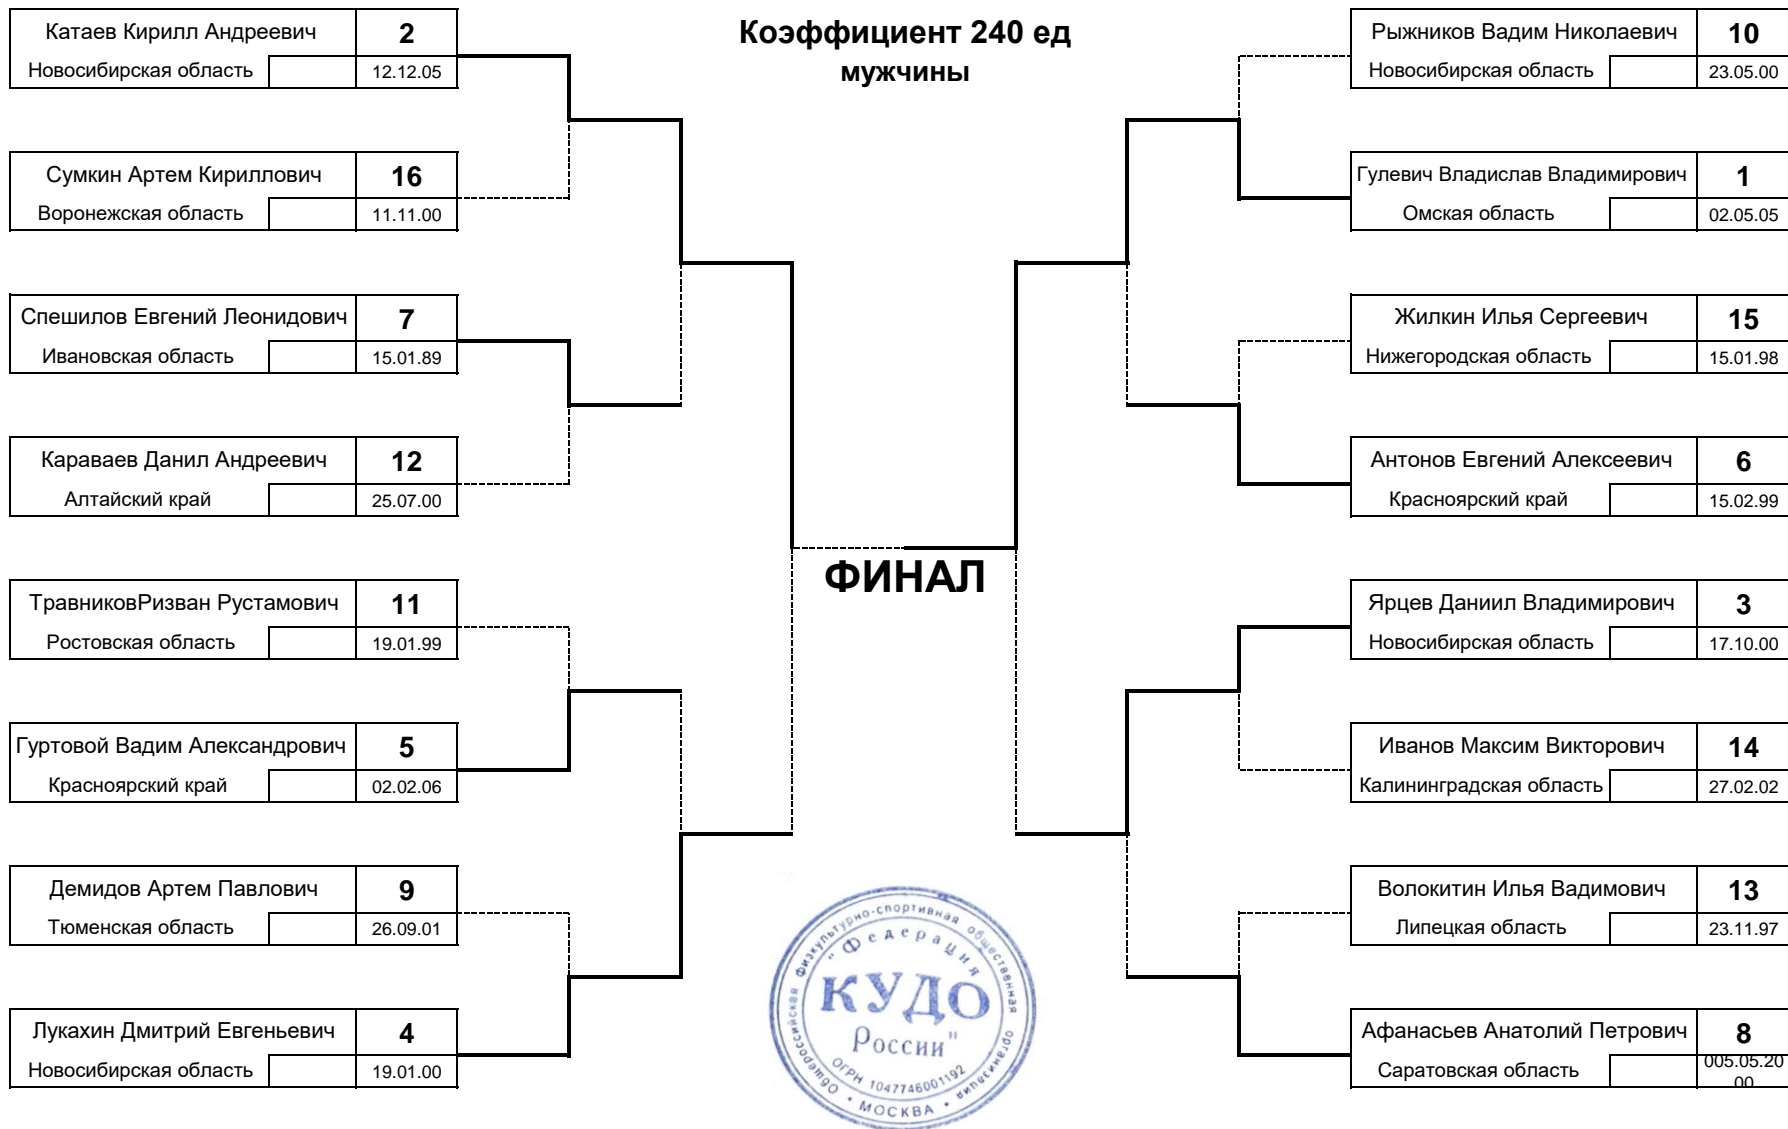 Коэффициент 240 ед
мужчины
Катаев Кирилл Андреевич 2
Новосибирская область 12.12.05
Сумкин Артем Кириллович 16
Воронежская область 11.11.00
Спешилов Евгений Леонидович 7
Ивановская область 15.01.89
Караваев Данил Андреевич 12
Алтайский край 25.07.00
ТравниковРизван Рустамович 11
Ростовская область 19.01.99
Гуртовой Вадим Александрович 5
Красноярский край 02.02.06
Демидов Артем Павлович 9
Тюменская область 26.09.01
Лукахин Дмитрий Евгеньевич 4
Новосибирская область 19.01.00
ФИНАЛ
Рыжников Вадим Николаевич 10
Новосибирская область 23.05.00
Гулевич Владислав Владимирович 1
Омская область 02.05.05
Жилкин Илья Сергеевич 15
Нижегородская область 15.01.98
Антонов Евгений Алексеевич 6
Красноярский край 15.02.99
Ярцев Даниил Владимирович 3
Новосибирская область 17.10.00
Иванов Максим Викторович 14
Калининградская область 27.02.02
Волокитин Илья Вадимович 13
Липецкая область 23.11.97
Афанасьев Анатолий Петрович 8
Саратовская область 005.05.20
00
Общероссийская физкультурно-спортивная общественная организация
"Федерация
КУДО
России"
ОГРН 1047746001192
• МОСКВА •